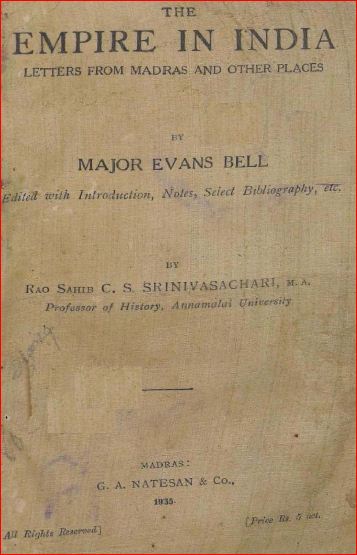 THE
EMPIRE IN INDIA
LETTERS FROM MADRAS AND OTHER PLACES
BY
MAJOR EVANS BELL
Edited with Introduction, Notes, Select Bibliography, etc.
BY
RAO SAHIB C. S. SRINIVASACHARI, M. A.
Professor of History, Annamalai University
MADRAS:
G. A. NATESAN & Co.,
1935
[Price Rs. 5 net.
All Rights Reserved]